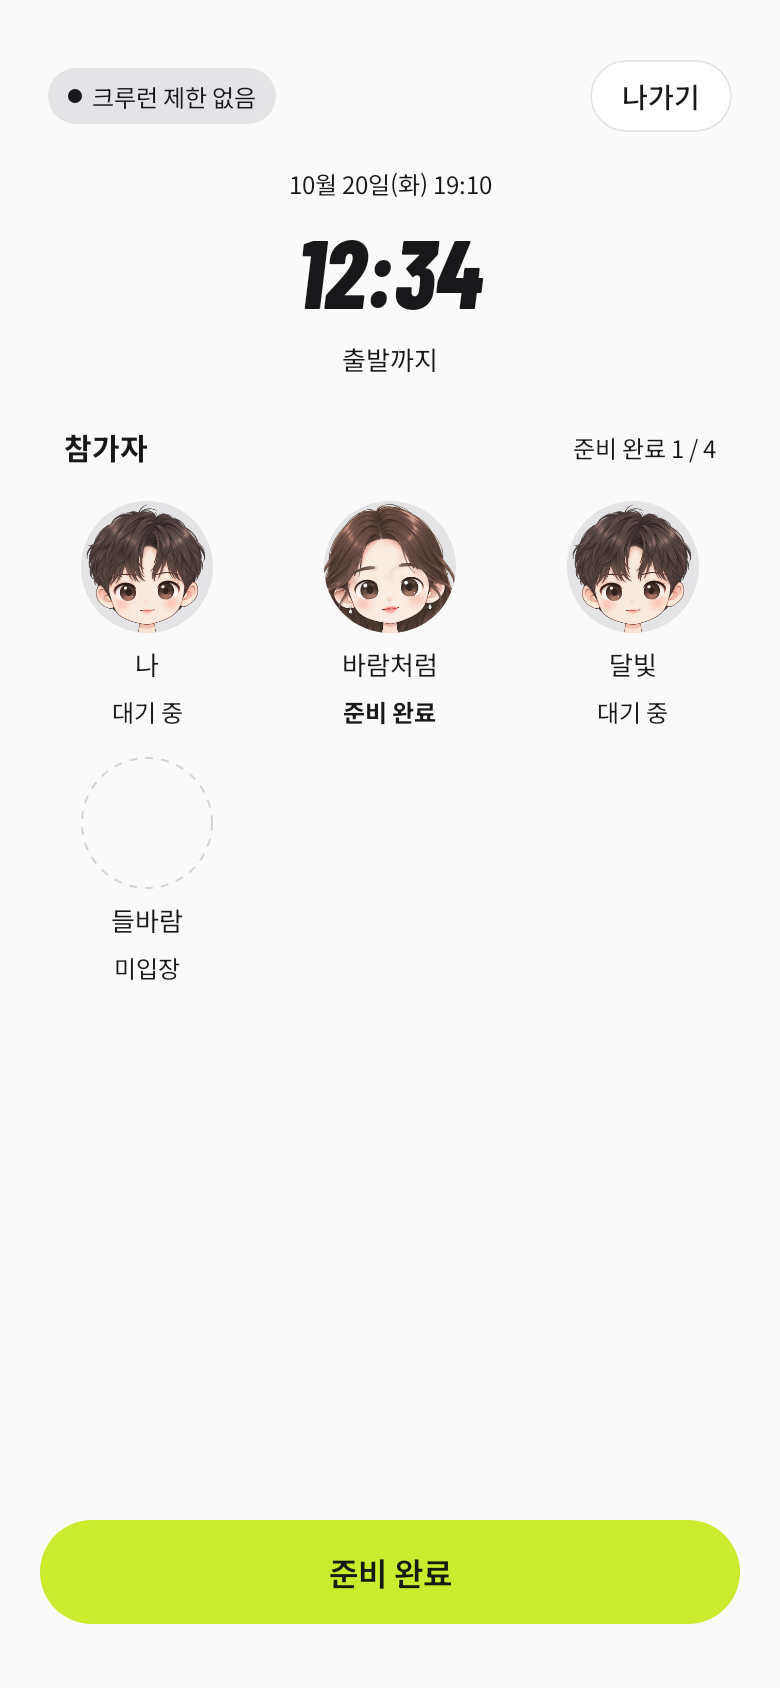 크루런 제한 없음
나가기
10월 20일(화) 19:10
12:34
출발까지
참가자
준비 완료 1 / 4
나
바람처럼
달빛
대기 중
준비 완료
대기 중
들바람
미입장
준비 완료